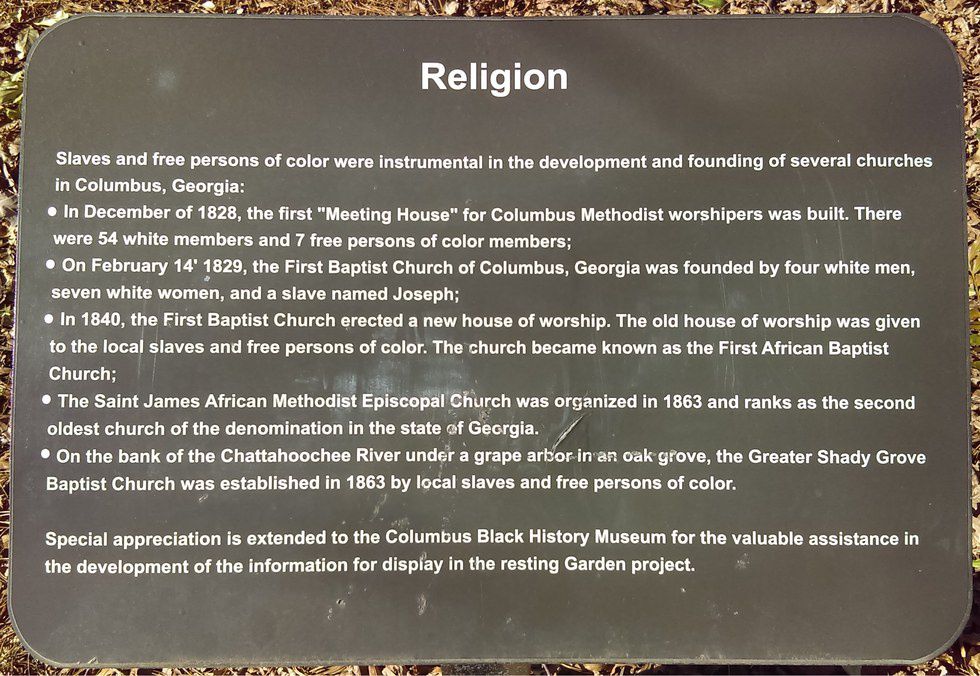 Religion
Slaves and free persons of color were instrumental in the development and founding of several churches
in Columbus, Georgia:
● In December of 1828, the first "Meeting House" for Columbus Methodist worshipers was built. There
were 54 white members and 7 free persons of color members;
● On February 14' 1829, the First Baptist Church of Columbus, Georgia was founded by four white men,
seven white women, and a slave named Joseph;
● In 1840, the First Baptist Church erected a new house of worship. The old house of worship was given
to the local slaves and free persons of color. The church became known as the First African Baptist
Church;
● The Saint James African Methodist Episcopal Church was organized in 1863 and ranks as the second
oldest church of the denomination in the state of Georgia.
● On the bank of the Chattahoochee River under a grape arbor in an oak grove, the Greater Shady Grove
Baptist Church was established in 1863 by local slaves and free persons of color.
Special appreciation is extended to the Columbus Black History Museum for the valuable assistance in
the development of the information for display in the resting Garden project.